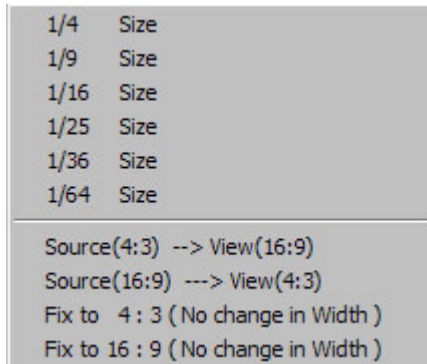 1/4 Size
1/9 Size
1/16 Size
1/25 Size
1/36 Size
1/64 Size
Source(4:3) --> View(16:9)
Source(16:9) ---> View(4:3)
Fix to 4 : 3 ( No change in Width )
Fix to 16 : 9 ( No change in Width )